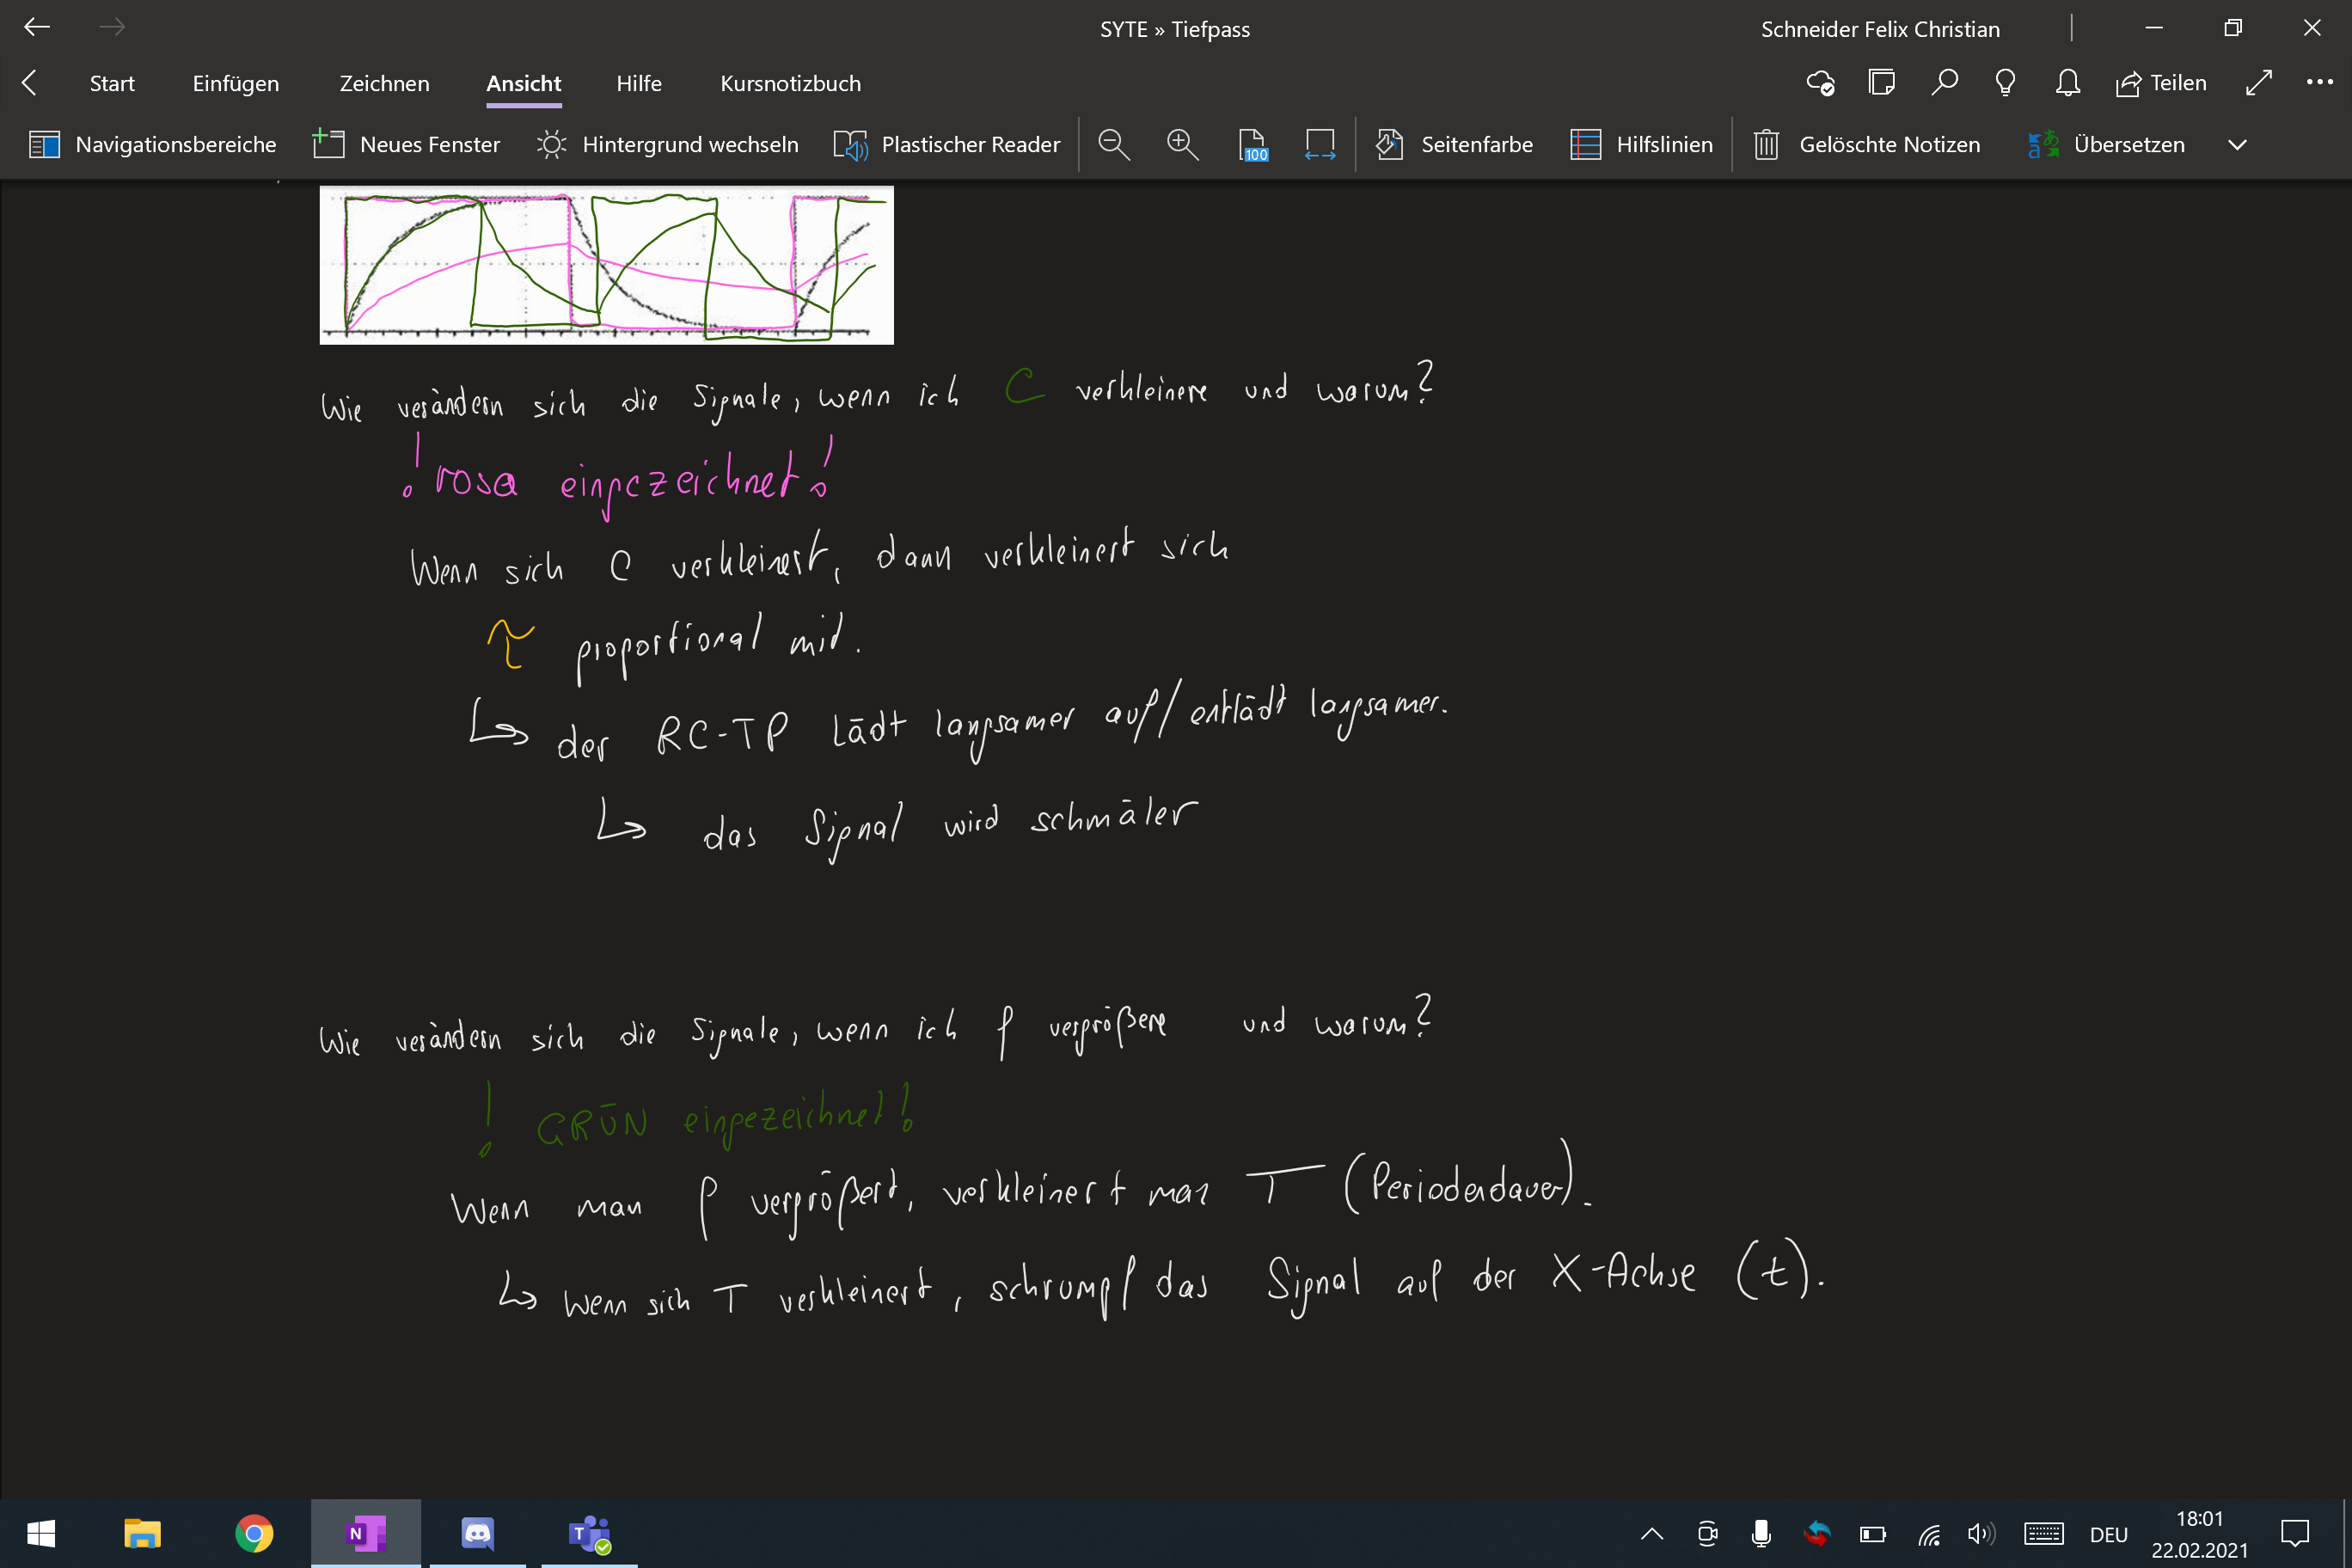 SYTE » Tiefpass
Schneider Felix Christian
Start Einfügen Zeichnen Ansicht Hilfe Kursnotizbuch
Teilen
Navigationsbereiche Neues Fenster Hintergrund wechseln Plastischer Reader 100 Seitenfarbe Hilfslinien Gelöschte Notizen Übersetzen
Wie verändern sich die Signale, wenn ich C verkleinere und warum?
! rosa eingezeichnet!
Wenn sich C verkleinert, dann verkleinert sich
τ proportional mit.
↳ der RC-TP lädt langsamer auf/entlädt langsamer.
↳ das Signal wird schmäler
Wie verändern sich die Signale, wenn ich f vergrößere und warum?
! GRÜN eingezeichnet!
Wenn man f vergrößert, verkleinert man T (Periodendauer).
↳ Wenn sich T verkleinert, schrumpf das Signal auf der X-Achse (t).
DEU
18:01
22.02.2021